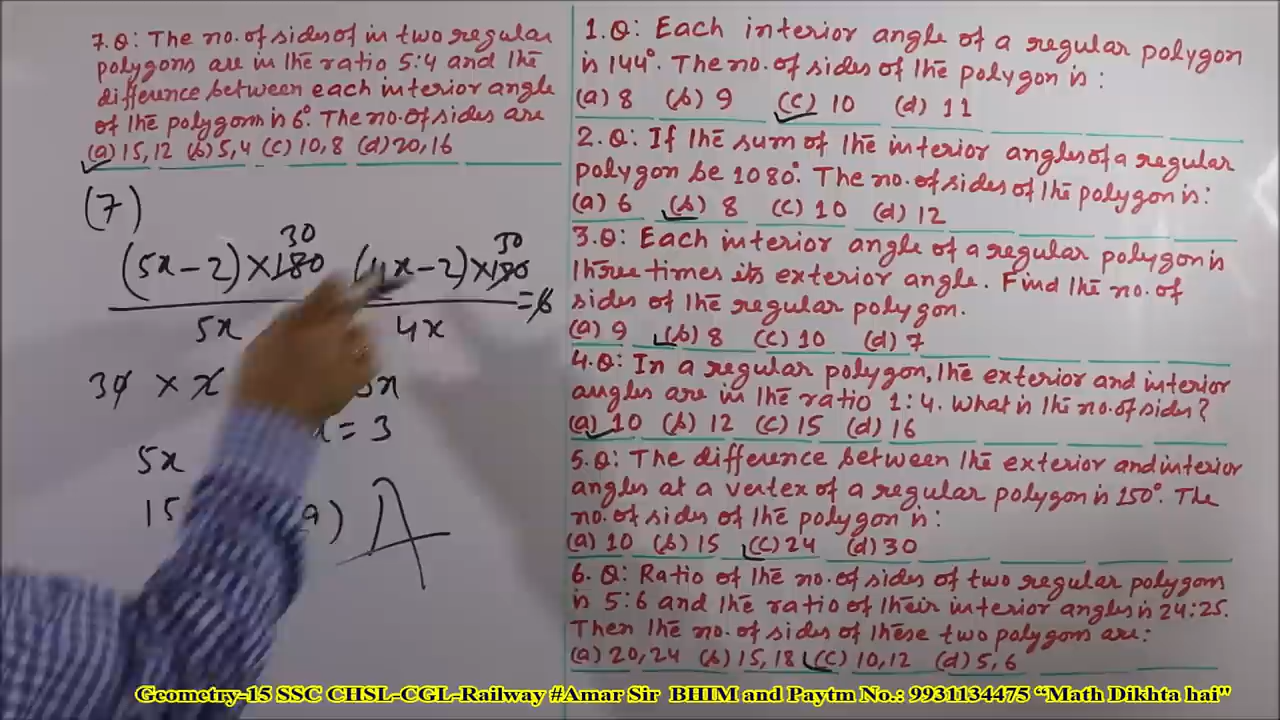 7.Q: The no. of sides of in two regular
polygons are in the ratio 5:4 and the
difference between each interior angle
of the polygom is 6°. The no. of sides are
(a) 15,12 (b) 5,4 (c) 10,8 (d) 20,16
(7)
30 30
(5x-2)×180 (4x-2)×180
=6
5x 4x
30 × x
x = 3
5x
15
a)
1.Q: Each interior angle of a regular polygon
is 144°. The no. of sides of the polygon is :
(a) 8 (b) 9 (c) 10 (d) 11
2.Q: If the sum of the interior angles of a regular
polygon be 1080°. The no. of sides of the polygon is:
(a) 6 (b) 8 (c) 10 (d) 12
3.Q: Each interior angle of a regular polygon is
three times its exterior angle. Find the no. of
sides of the regular polygon.
(a) 9 (b) 8 (c) 10 (d) 7
4.Q: In a regular polygon, the exterior and interior
angles are in the ratio 1:4. What is the no. of sides?
(a) 10 (b) 12 (c) 15 (d) 16
5.Q: The difference between the exterior and interior
angles at a vertex of a regular polygon is 150°. The
no. of sides of the polygon is:
(a) 10 (b) 15 (c) 24 (d) 30
6. Q: Ratio of the no. of sides of two regular polygons
is 5:6 and the ratio of their interior angles is 24:25.
Then the no. of sides of these two polygons are:
(a) 20,24 (b) 15,18 (c) 10,12 (d) 5,6
Geometry-15 SSC CHSL-CGL-Railway #Amar Sir BHIM and Paytm No.: 9931134475 “Math Dikhta hai"